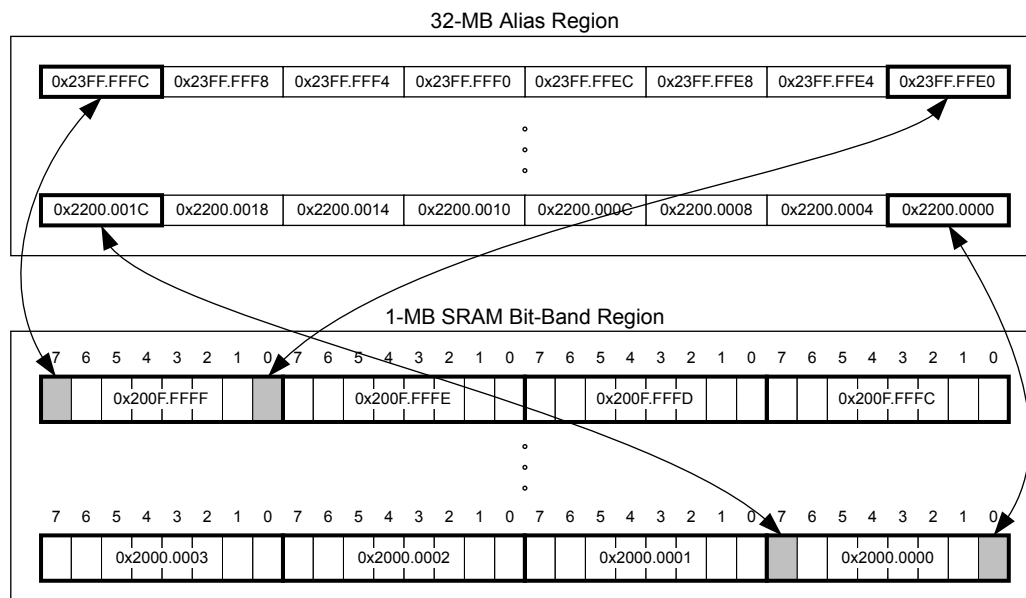 32-MB Alias Region
0x23FF.FFFC 0x23FF.FFF8 0x23FF.FFF4 0x23FF.FFF0 0x23FF.FFEC 0x23FF.FFE8 0x23FF.FFE4 0x23FF.FFE0
0x2200.001C 0x2200.0018 0x2200.0014 0x2200.0010 0x2200.000C 0x2200.0008 0x2200.0004 0x2200.0000
1-MB SRAM Bit-Band Region
7 6 5 4 3 2 1 0 7 6 5 4 3 2 1 0 7 6 5 4 3 2 1 0 7 6 5 4 3 2 1 0
0x200F.FFFF 0x200F.FFFE 0x200F.FFFD 0x200F.FFFC
7 6 5 4 3 2 1 0 7 6 5 4 3 2 1 0 7 6 5 4 3 2 1 0 7 6 5 4 3 2 1 0
0x2000.0003 0x2000.0002 0x2000.0001 0x2000.0000